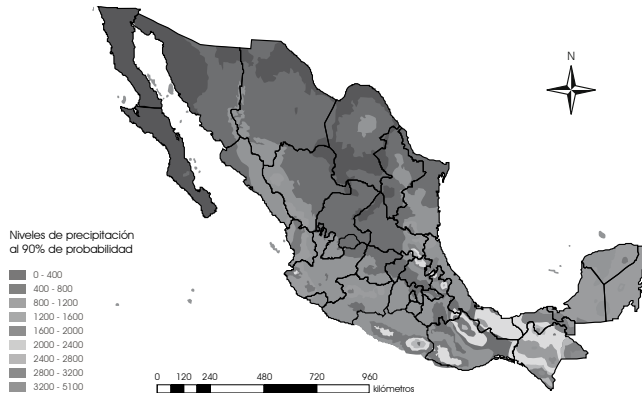 N
Niveles de precipitación
al 90% de probabilidad
0 - 400
400 - 800
800 - 1200
1200 - 1600
1600 - 2000
2000 - 2400
2400 - 2800
2800 - 3200
3200 - 5100
0 120 240 480 720 960
kilómetros